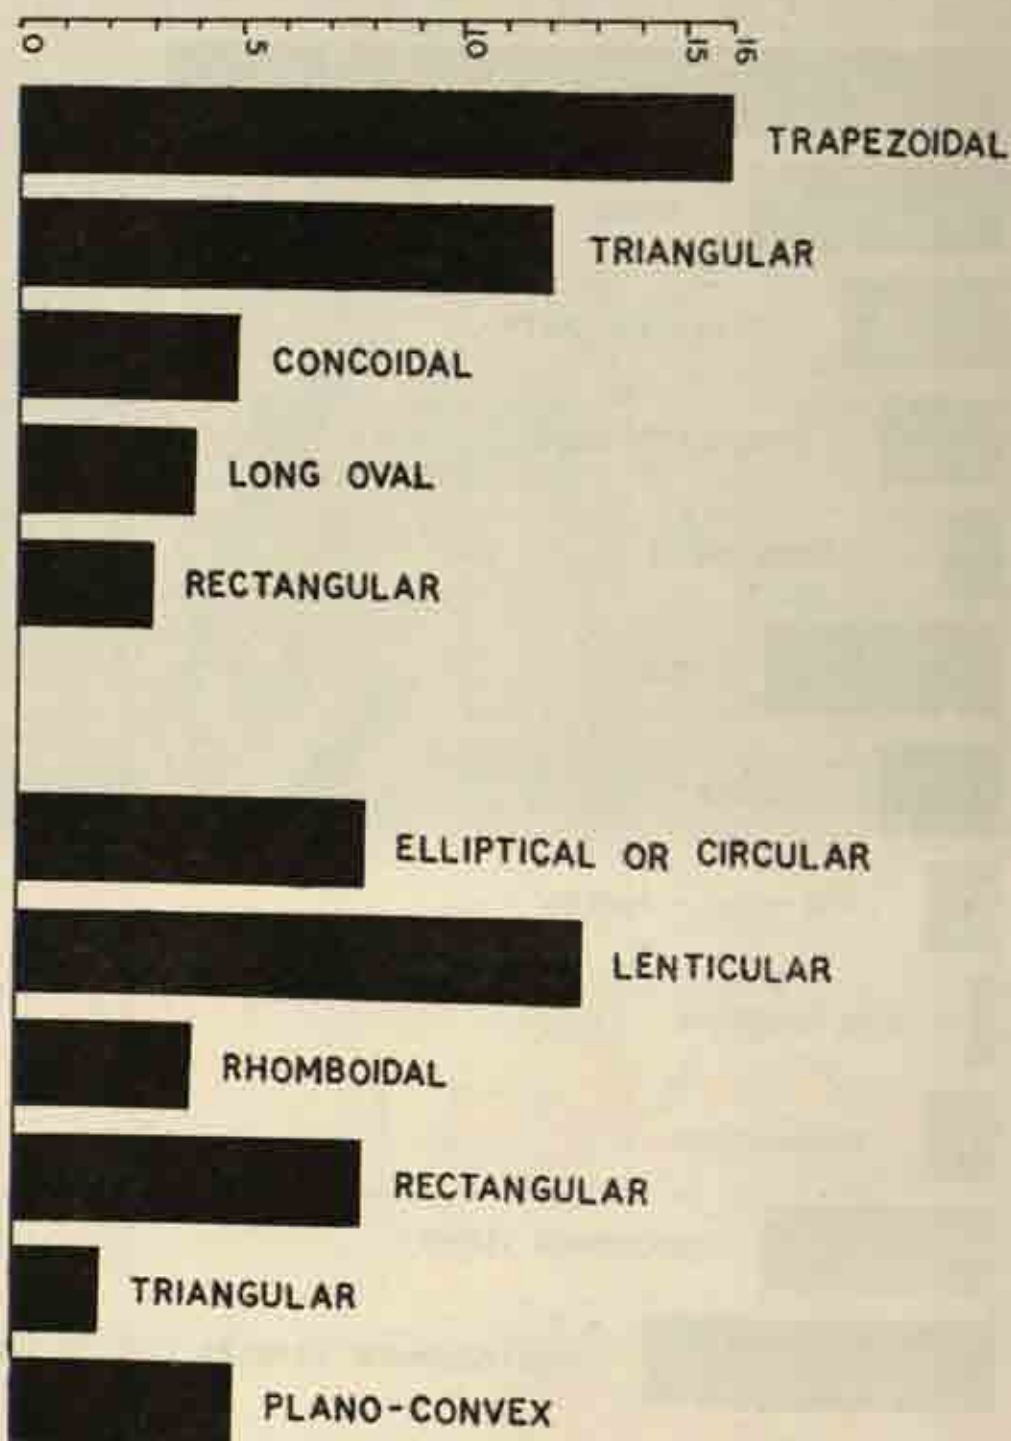 0 5 10 15 16
TRAPEZOIDAL
TRIANGULAR
CONCOIDAL
LONG OVAL
RECTANGULAR
ELLIPTICAL OR CIRCULAR
LENTICULAR
RHOMBOIDAL
RECTANGULAR
TRIANGULAR
PLANO-CONVEX